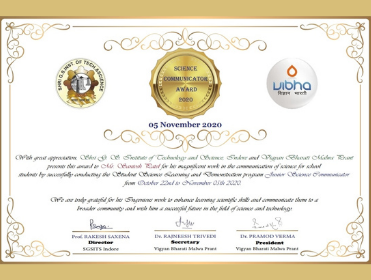 SHRI G.S. INST. OF TECH. & SCIENCE
SCIENCE
COMMUNICATOR
AWARD
2020
vibha
विज्ञान भारती
05 November 2020
With great appreciation, Shri G. S. Institute of Technology and Science, Indore and Vigyan Bharati Malwa Prant
presents this award to Mr. Santosh Patel for his magnificent work in the communication of science for school
students by successfully conducting the Student Science Learning and Demonstration program Junior Science Communicator
from October 22nd to November 01th 2020.
We are truly grateful for his Ingenious work to enhance learning scientific skills and communicate them to a
broader community and wish him a successful future in the field of science and technology
Prof. RAKESH SAXENA
Director
SGSITS Indore
Dr. RAJNEESH TRIVEDI
Secretary
Vigyan Bharati Malwa Prant
Dr. PRAMOD VERMA
President
Vigyan Bharati Malwa Prant